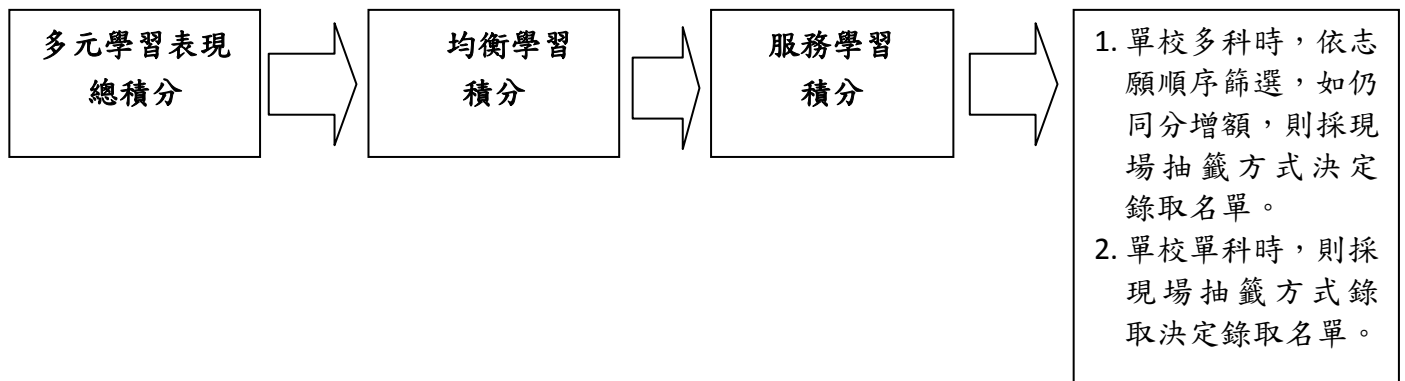 多元學習表現
總積分
均衡學習
積分
服務學習
積分
1. 單校多科時，依志
願順序篩選，如仍
同分增額，則採現
場抽籤方式決定
錄取名單。
2. 單校單科時，則採
現場抽籤方式錄
取決定錄取名單。